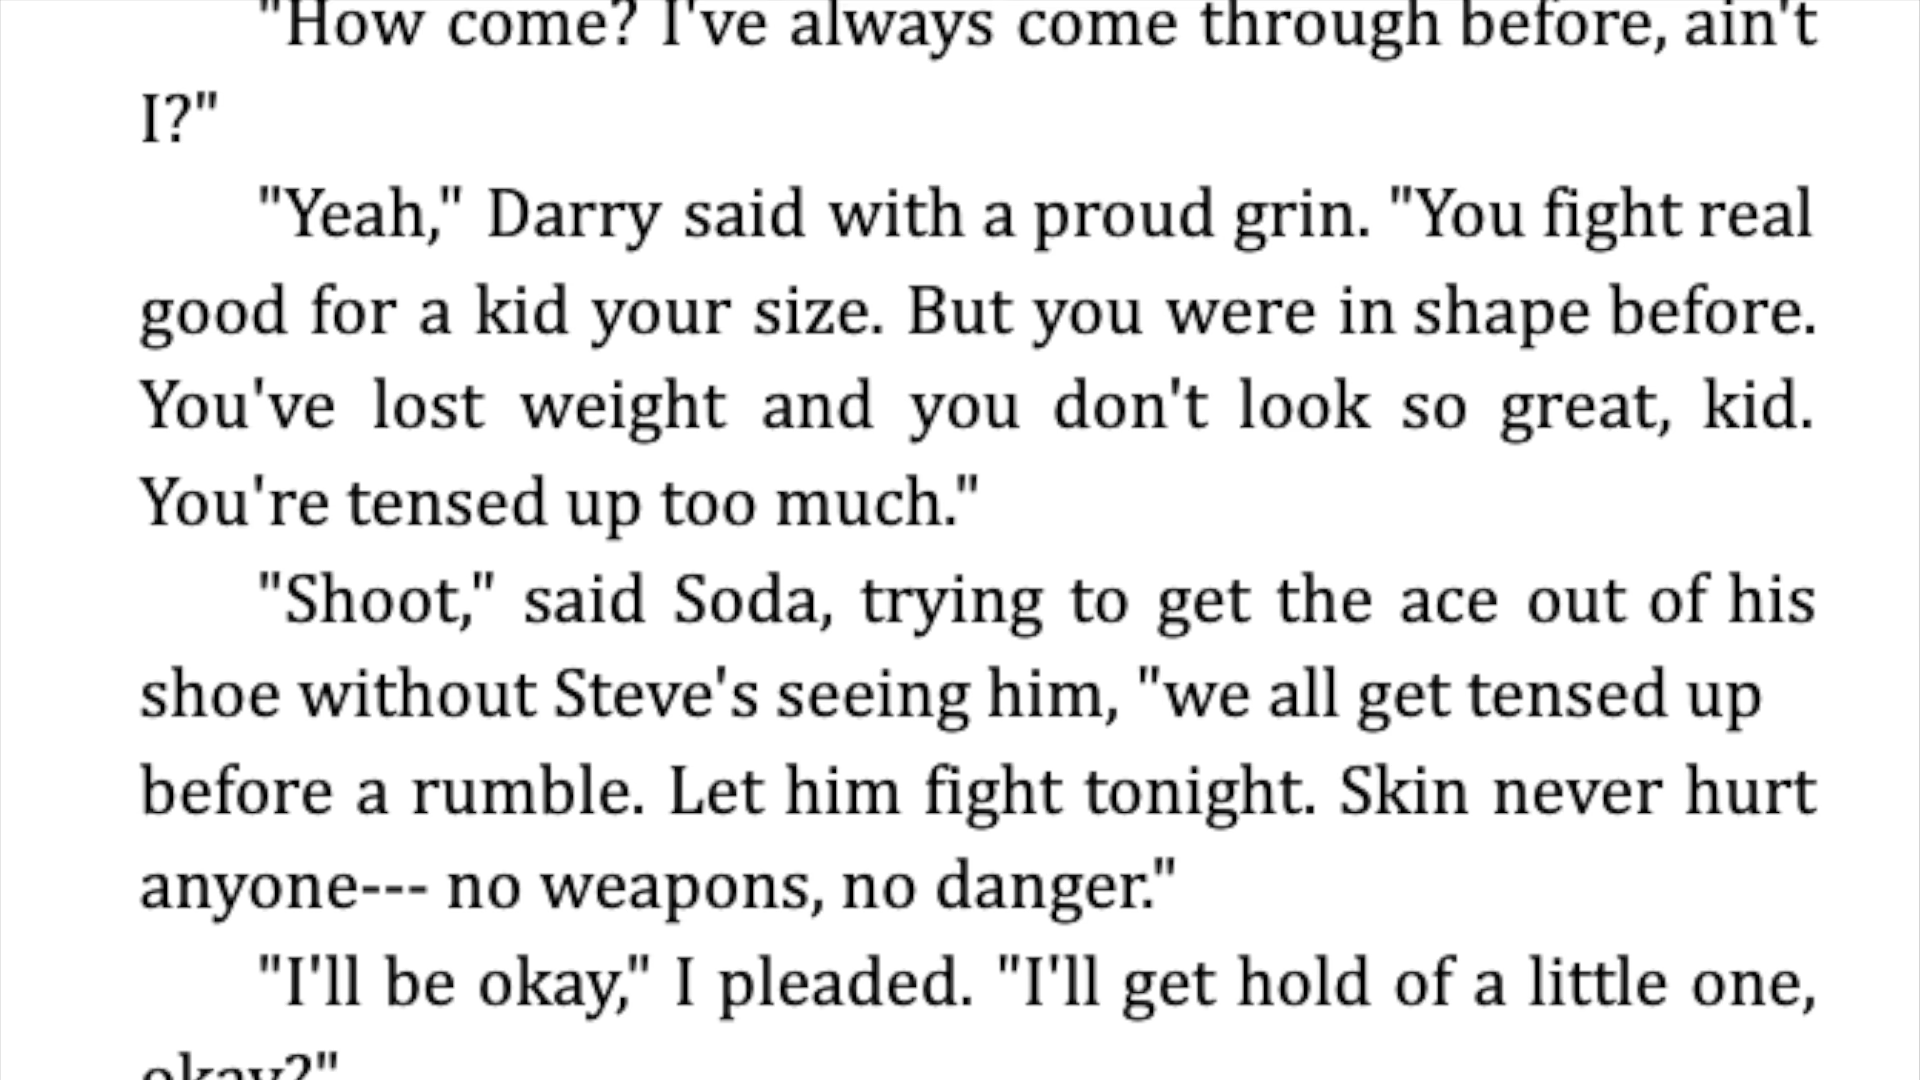 "How come? I've always come through before, ain't
I?"
"Yeah," Darry said with a proud grin. "You fight real
good for a kid your size. But you were in shape before.
You've lost weight and you don't look so great, kid.
You're tensed up too much."
"Shoot," said Soda, trying to get the ace out of his
shoe without Steve's seeing him, "we all get tensed up
before a rumble. Let him fight tonight. Skin never hurt
anyone--- no weapons, no danger."
"I'll be okay," I pleaded. "I'll get hold of a little one,
okay?"